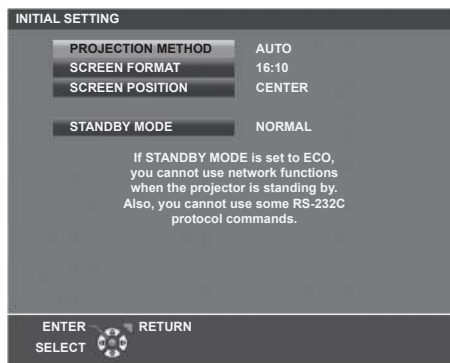 INITIAL SETTING
PROJECTION METHOD AUTO
SCREEN FORMAT 16:10
SCREEN POSITION CENTER
STANDBY MODE NORMAL
If STANDBY MODE is set to ECO,
you cannot use network functions
when the projector is standing by.
Also, you cannot use some RS-232C
protocol commands.
ENTER RETURN
SELECT